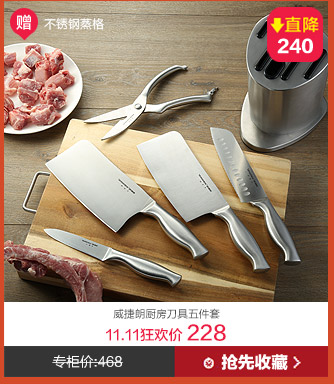 赠 不锈钢蒸格
直降
240
威捷朗厨房刀具五件套
11.11狂欢价 228
专柜价:468 抢先收藏